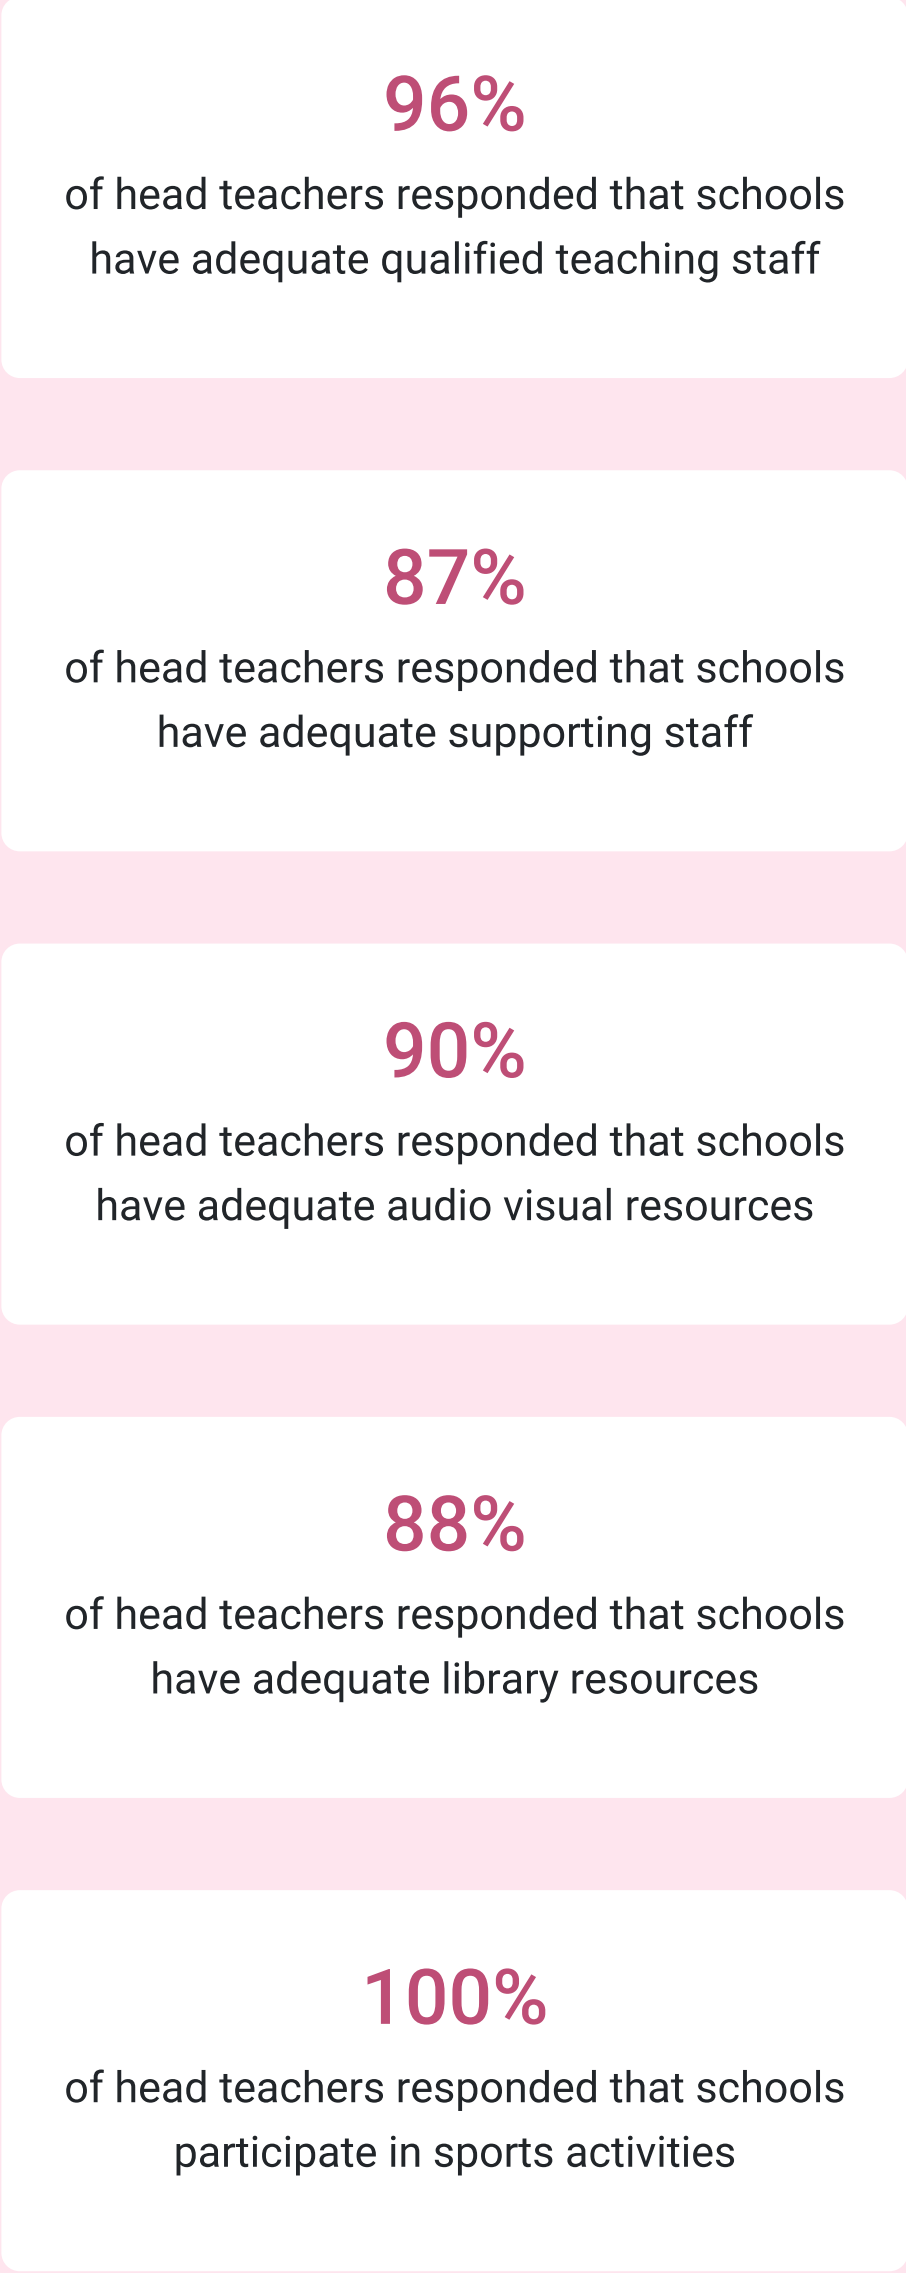 96%
of head teachers responded that schools
have adequate qualified teaching staff
87%
of head teachers responded that schools
have adequate supporting staff
90%
of head teachers responded that schools
have adequate audio visual resources
88%
of head teachers responded that schools
have adequate library resources
100%
of head teachers responded that schools
participate in sports activities